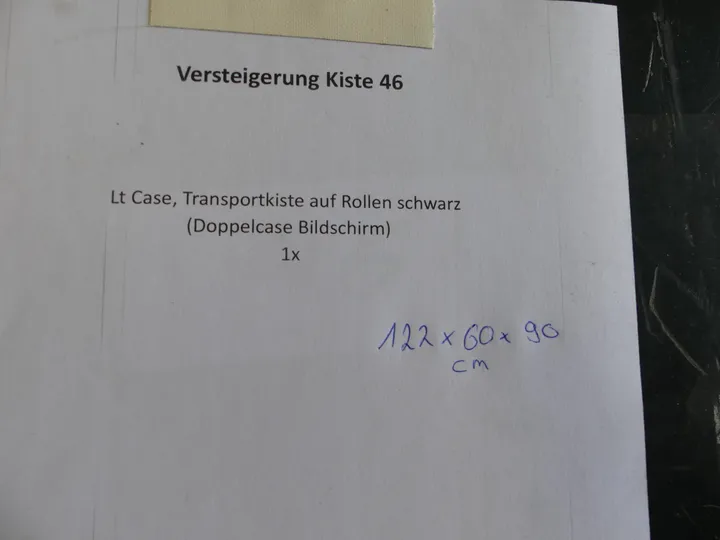 Versteigerung Kiste 46
Lt Case, Transportkiste auf Rollen schwarz
(Doppelcase Bildschirm)
1x
122 x 60 x 90
cm